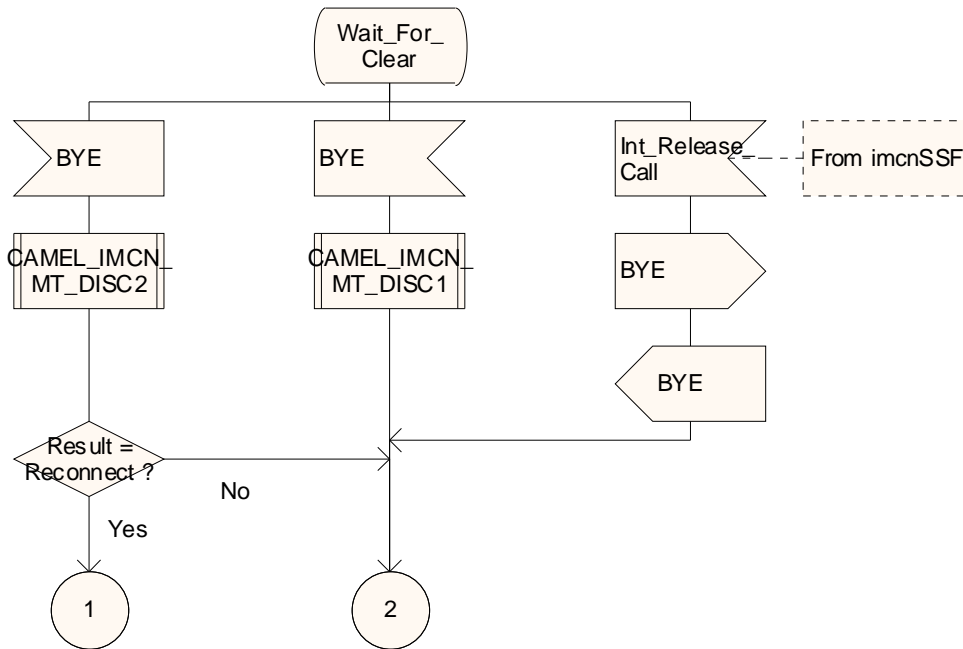 Wait_For_
Clear
BYE
BYE
Int_Release_
Call
From imcnSSF
CAMEL_IMCN_
MT_DISC2
CAMEL_IMCN_
MT_DISC1
BYE
BYE
Result =
Reconnect ?
No
Yes
1
2